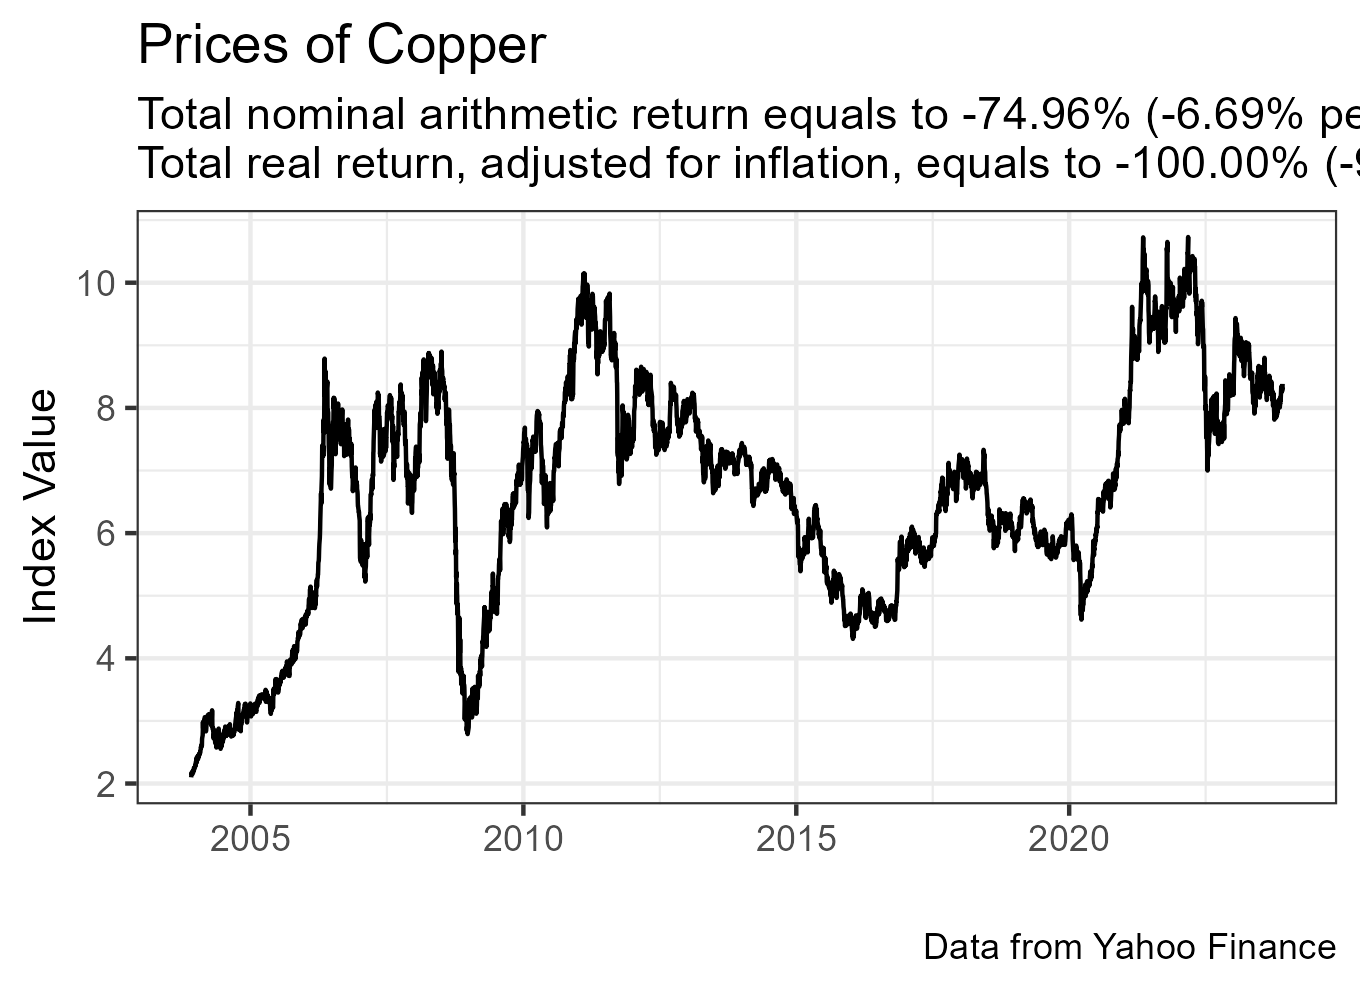 Prices of Copper
Total nominal arithmetic return equals to -74.96% (-6.69% pe
Total real return, adjusted for inflation, equals to -100.00% (-9
Index Value
10
8
6
4
2
2005 2010 2015 2020
Data from Yahoo Finance